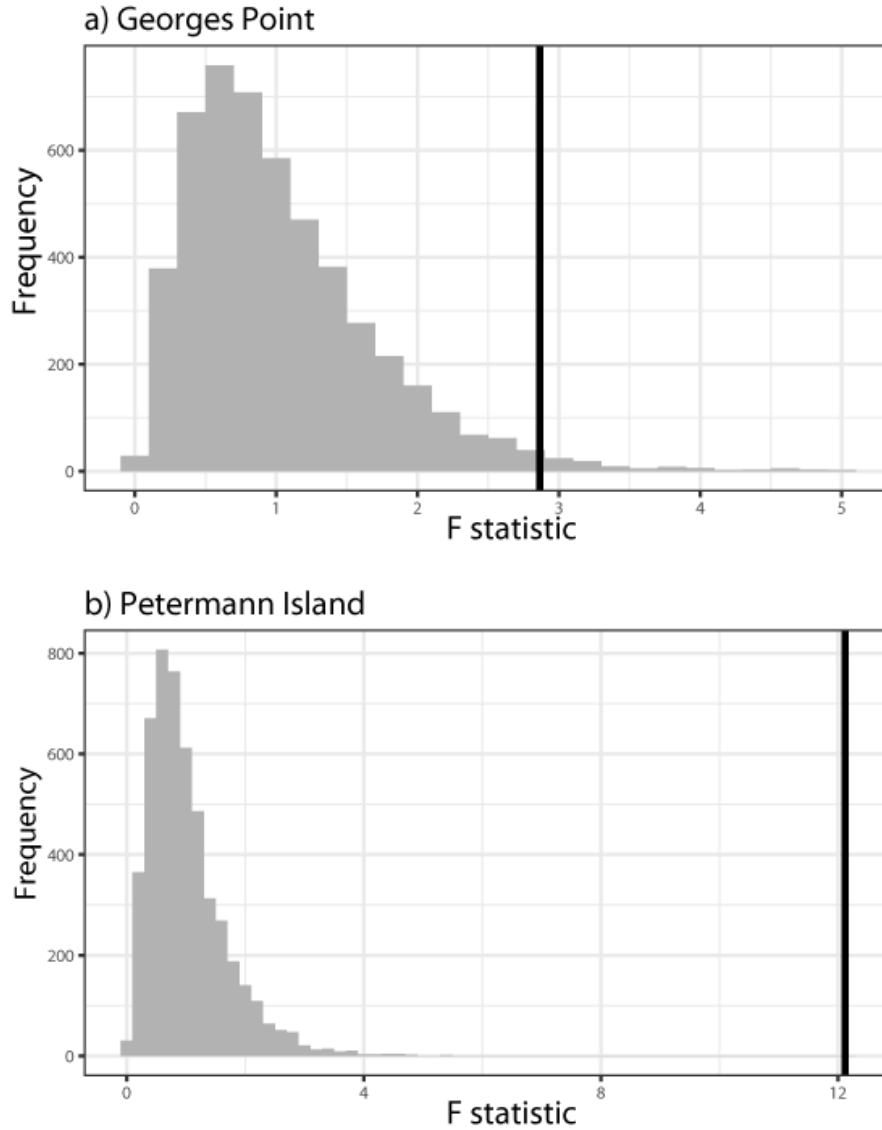 a) Georges Point
Frequency
600
400
200
0
0 1 2 3 4 5
F statistic
b) Petermann Island
Frequency
800
600
400
200
0
0 4 8 12
F statistic